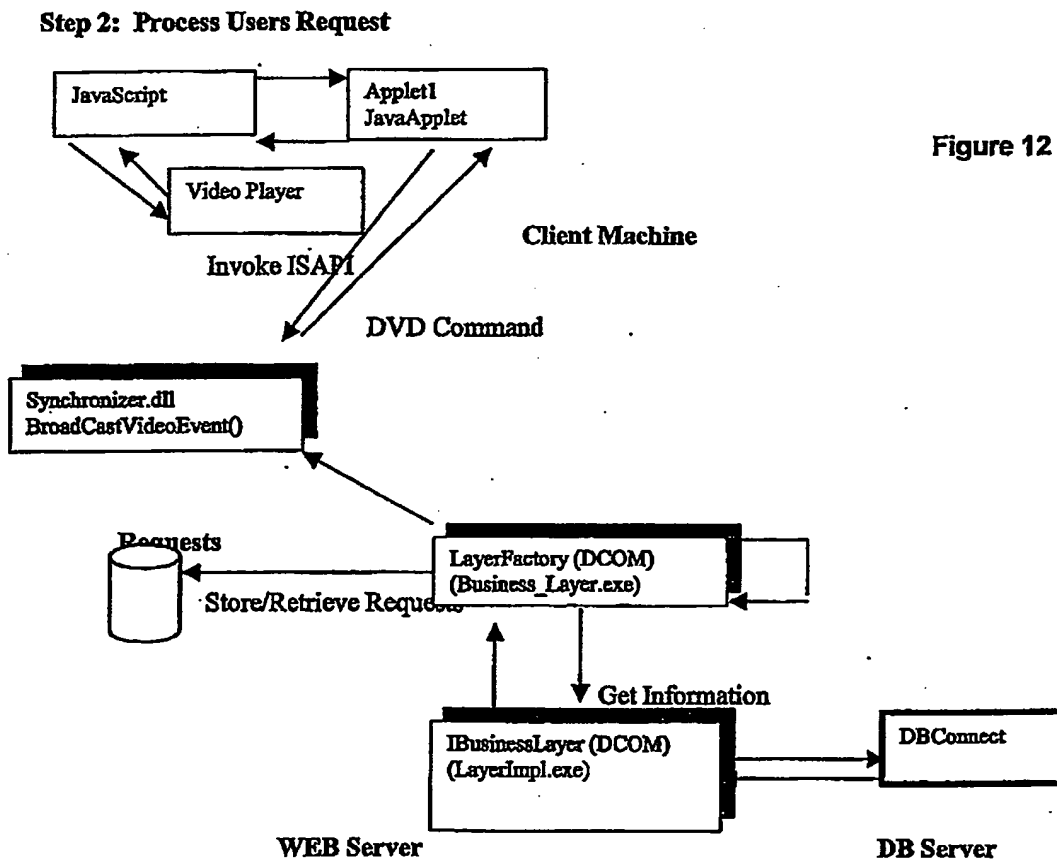 Step 2: Process Users Request
JavaScript
Applet1
JavaApplet
Figure 12
Video Player
Client Machine
Invoke ISAPI
DVD Command
Synchronizer.dll
BroadCastVideoEvent()
Requests
LayerFactory (DCOM)
(Business_Layer.exe)
Store/Retrieve Requests
Get Information
IBusinessLayer (DCOM)
(LayerImpl.exe)
DBConnect
WEB Server
DB Server